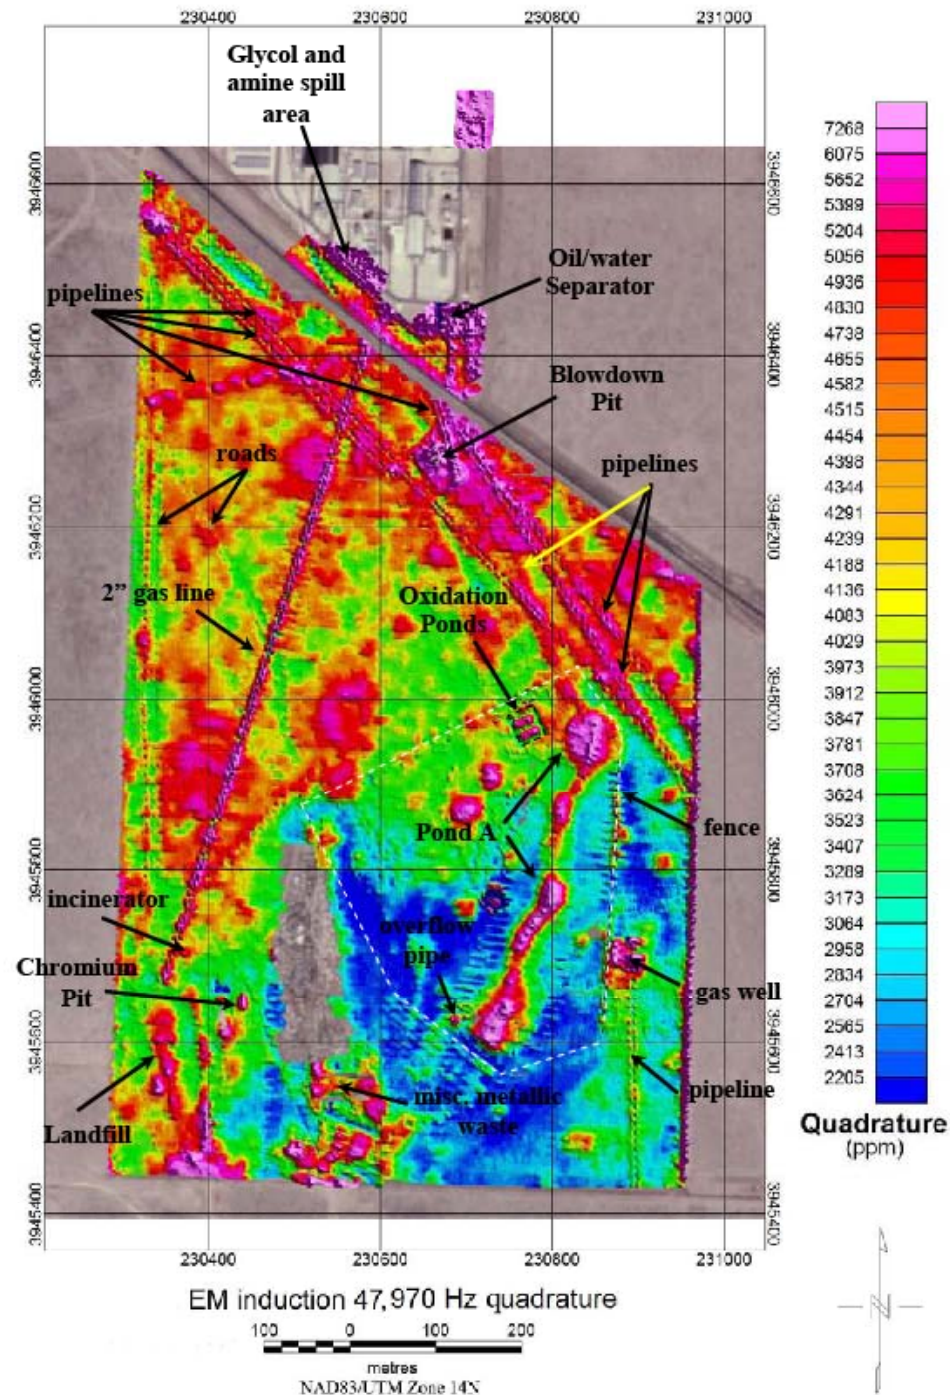 230400 230600 230800 231000
Glycol and
amine spill
area
3946600
3946600
7268
6075
5652
5399
5204
5056
4936
4830
4738
4655
4582
4515
4454
4398
4344
4291
4239
4188
4136
4083
4029
3973
3912
3847
3781
3708
3624
3523
3407
3289
3173
3064
2958
2834
2704
2565
2413
2205
Quadrature
(ppm)
Oil/water
Separator
pipelines
3946400
3946400
Blowdown
Pit
roads
pipelines
3946200
3946200
2” gas line
Oxidation
Ponds
3946000
3946000
Pond A
fence
3945800
3945800
incinerator
overflow
pipe
Chromium
Pit
gas well
3945600
3945600
misc. metallic
waste
pipeline
Landfill
3945400
3945400
230400 230600 230800 231000
EM induction 47,970 Hz quadrature
100 0 100 200
metres
NAD83/UTM Zone 14N
N